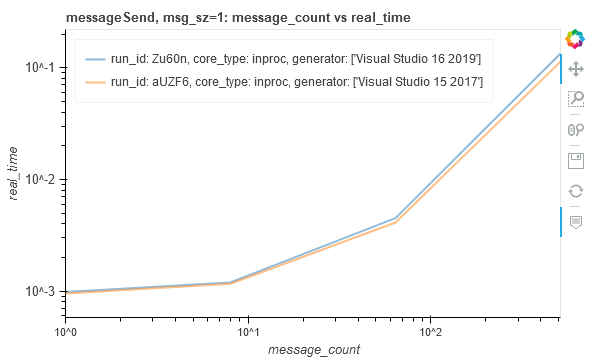 messageSend, msg_sz=1: message_count vs real_time
run_id: Zu60n, core_type: inproc, generator: ['Visual Studio 16 2019']
run_id: aUZF6, core_type: inproc, generator: ['Visual Studio 15 2017']
10^-1
10^-2
10^-3
real_time
10^0
10^1
10^2
message_count